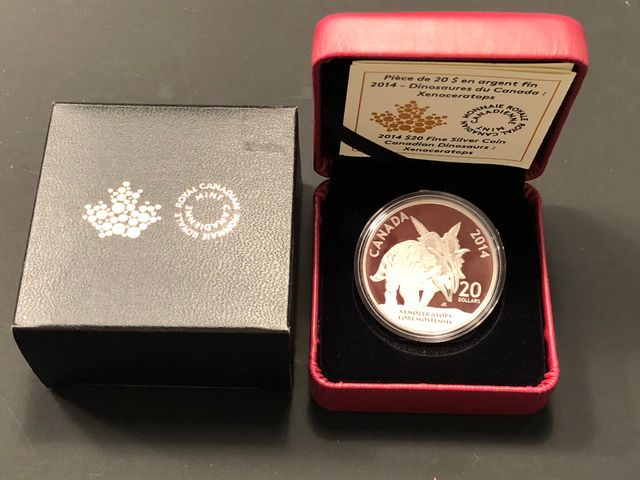 ROYAL CANADIAN MINT
MONNAIE ROYALE CANADIENNE
Pièce de 20 $ en argent fin
2014 - Dinosaures du Canada :
Xenoceratops
MONNAIE ROYALE CANADIENNE
ROYAL CANADIAN MINT
2014 $20 Fine Silver Coin
Canadian Dinosaurs :
Xenoceratops
CANADA
2014
20
DOLLARS
XENOCERATOPS
FOREMOSTENSIS